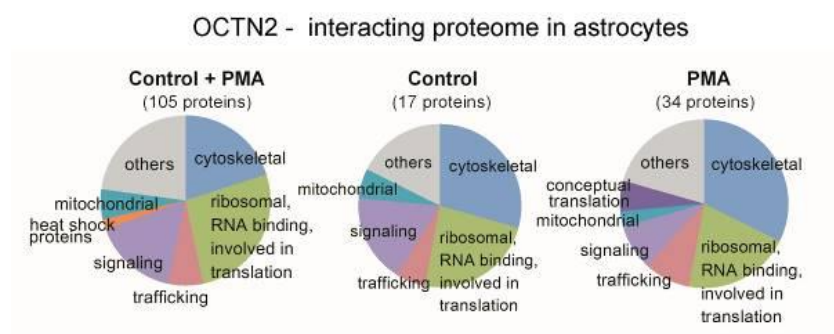 OCTN2 - interacting proteome in astrocytes
Control + PMA
(105 proteins)
others
cytoskeletal
mitochondrial
heat shock
proteins
ribosomal,
RNA binding,
involved in
translation
signaling
trafficking
Control
(17 proteins)
others
cytoskeletal
mitochondrial
signaling
ribosomal,
RNA binding,
involved in
translation
trafficking
PMA
(34 proteins)
others
cytoskeletal
conceptual
translation
mitochondrial
signaling
ribosomal,
RNA binding,
involved in
translation
trafficking